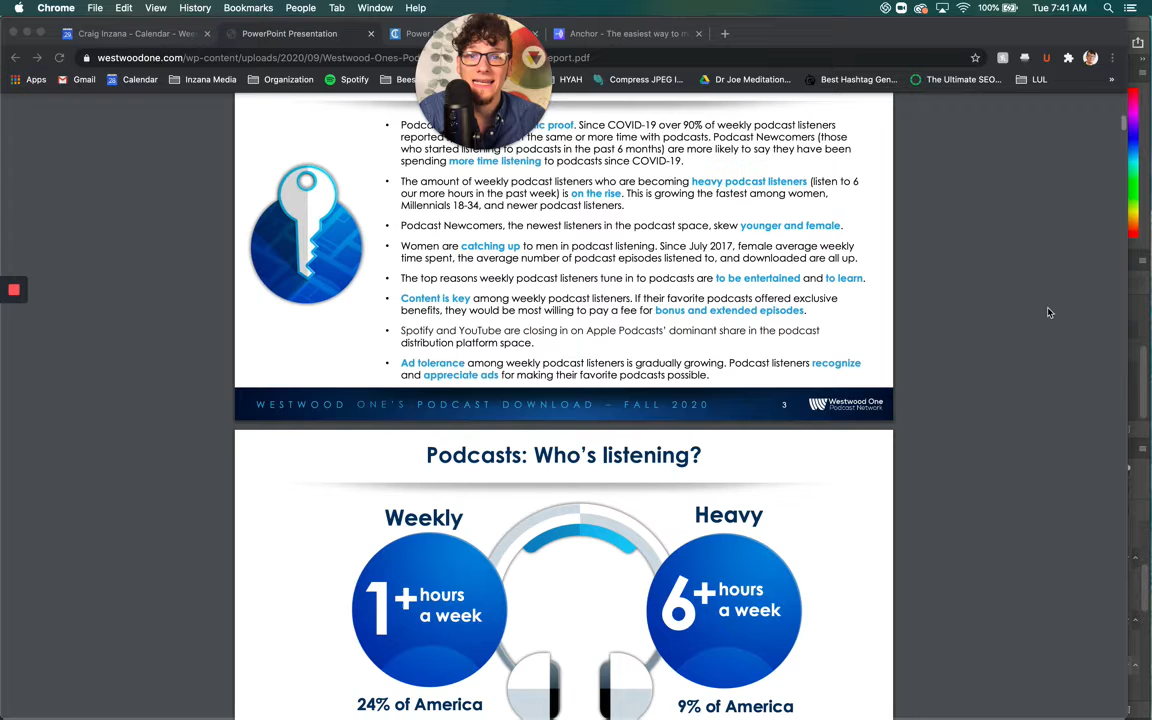 Chrome File Edit View History Bookmarks People Tab Window Help 100% Tue 7:41 AM
Craig Inzana - Calendar - Wee PowerPoint Presentation Power Anchor - The easiest way to m
westwoodone.com/wp-content/uploads/2020/09/Westwood-Ones-Po eport.pdf
Apps Gmail Calendar Inzana Media Organization Spotify Bees HYAH Compress JPEG I... Dr Joe Meditation... Best Hashtag Gen... The Ultimate SEO... LUL
• Podc ic proof. Since COVID-19 over 90% of weekly podcast listeners
reported the same or more time with podcasts. Podcast Newcomers (those
who started listening to podcasts in the past 6 months) are more likely to say they have been
spending more time listening to podcasts since COVID-19.
• The amount of weekly podcast listeners who are becoming heavy podcast listeners (listen to 6
our more hours in the past week) is on the rise. This is growing the fastest among women,
Millennials 18-34, and newer podcast listeners.
• Podcast Newcomers, the newest listeners in the podcast space, skew younger and female.
• Women are catching up to men in podcast listening. Since July 2017, female average weekly
time spent, the average number of podcast episodes listened to, and downloaded are all up.
• The top reasons weekly podcast listeners tune in to podcasts are to be entertained and to learn.
• Content is key among weekly podcast listeners. If their favorite podcasts offered exclusive
benefits, they would be most willing to pay a fee for bonus and extended episodes.
• Spotify and YouTube are closing in on Apple Podcasts' dominant share in the podcast
distribution platform space.
• Ad tolerance among weekly podcast listeners is gradually growing. Podcast listeners recognize
and appreciate ads for making their favorite podcasts possible.
WESTWOOD ONE'S PODCAST DOWNLOAD – FALL 2020 3 Westwood One
Podcast Network
Podcasts: Who's listening?
Weekly Heavy
1+ hours a week 6+ hours a week
24% of America 9% of America